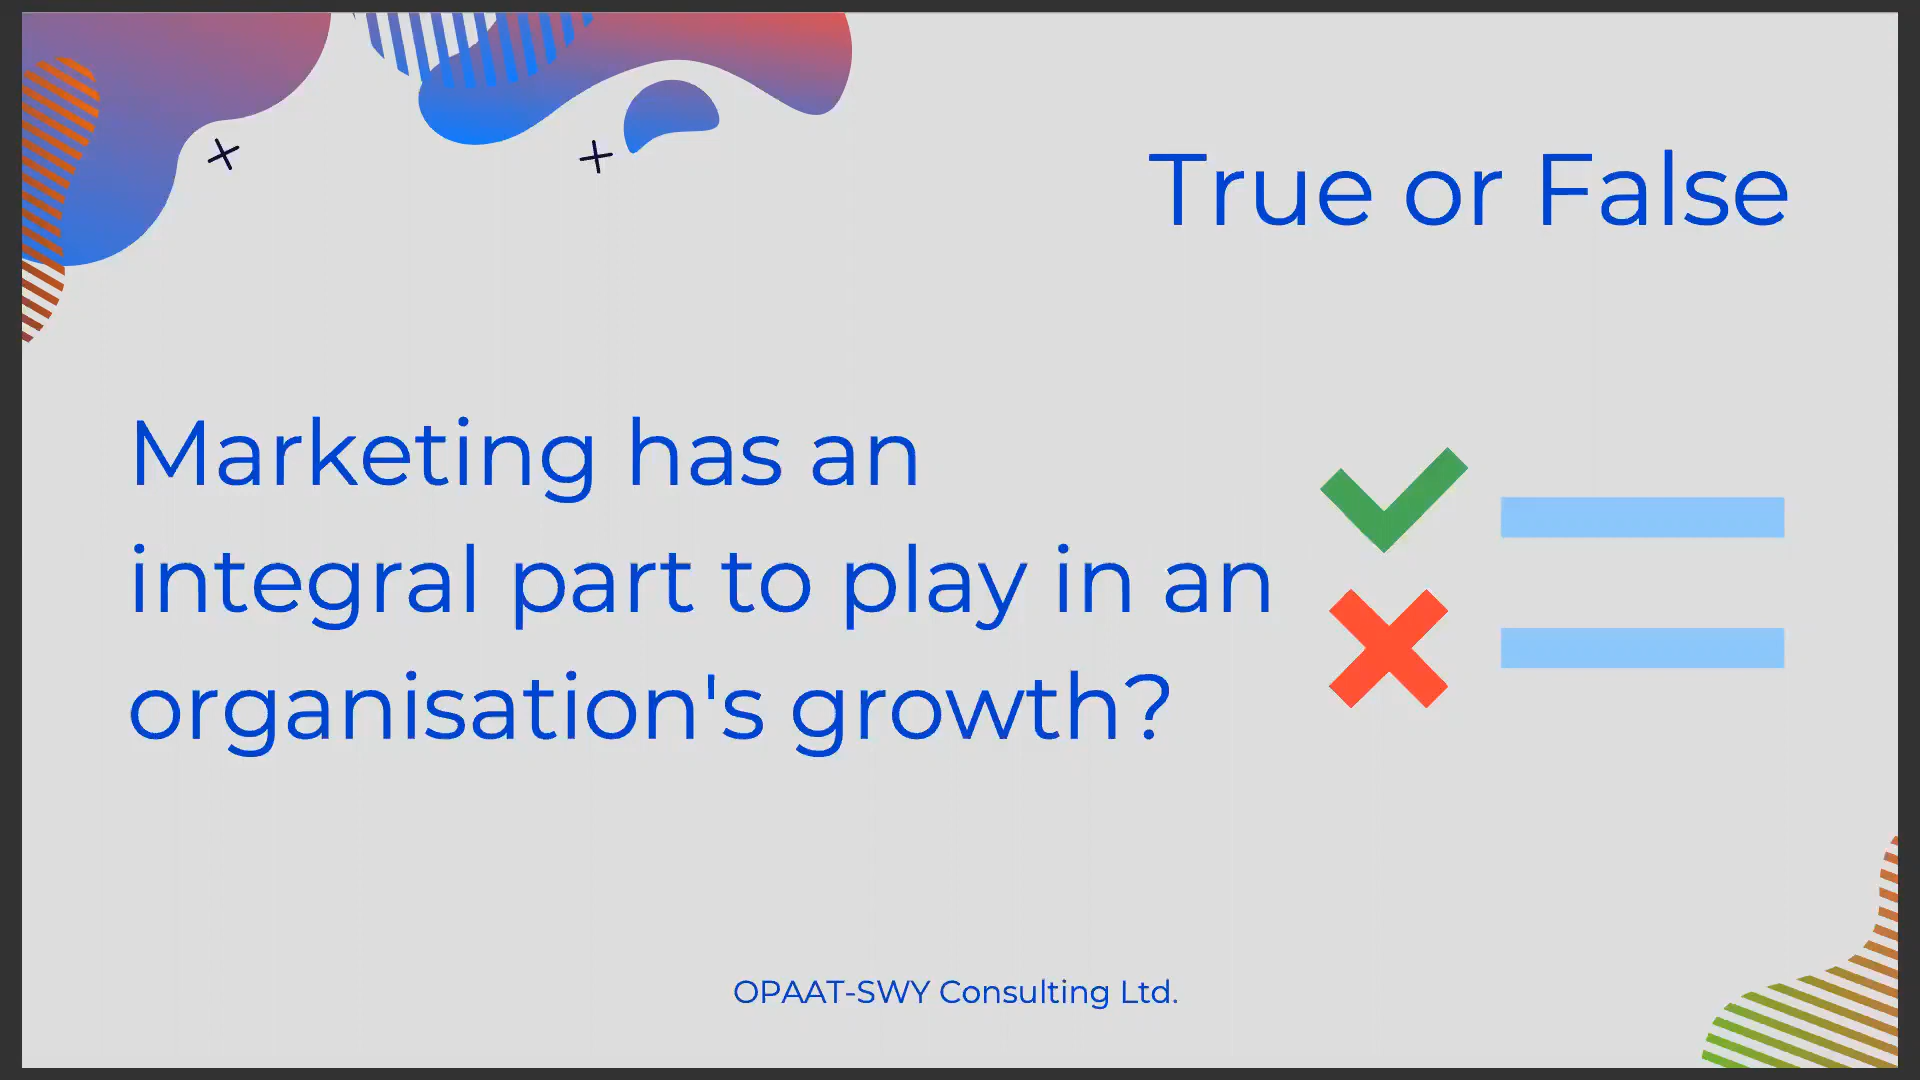 True or False
Marketing has an
integral part to play in an
organisation's growth?
OPAAT-SWY Consulting Ltd.